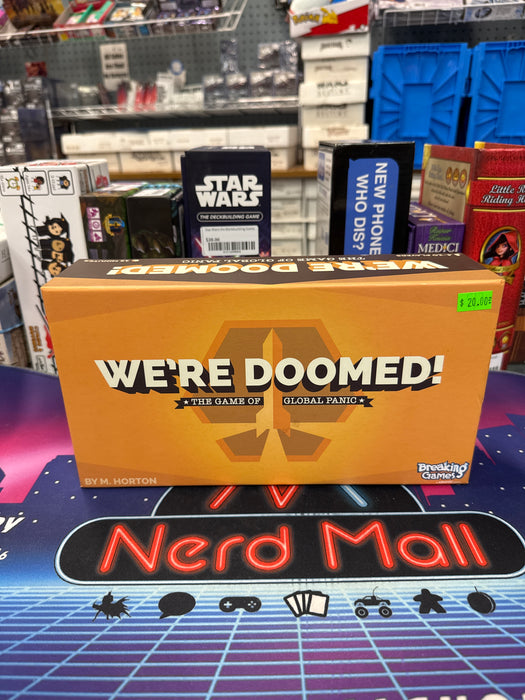 STAR
WARS
THE DECKBUILDING GAME
NEW PHONE,
WHO DIS?
Little Red
Riding H
MEDICI
WE'RE DOOMED!
THE GAME OF GLOBAL PANIC
$ 20.00
WE'RE DOOMED!
THE GAME OF GLOBAL PANIC
BY M. HORTON
Breaking
Games
Nerd Mall